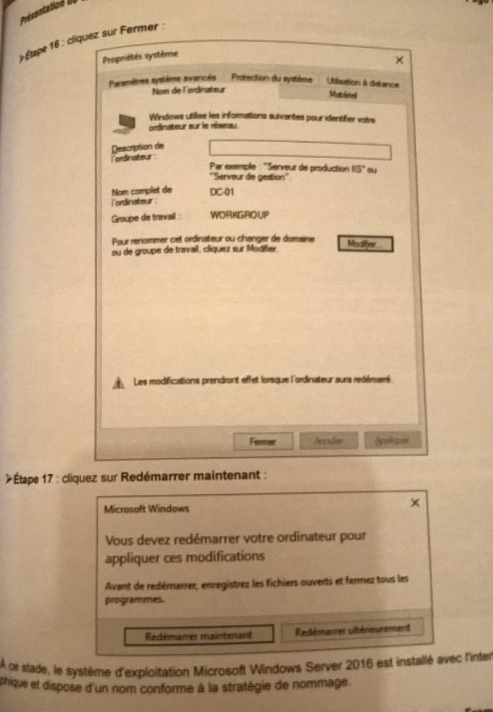 Présentation
➢Étape 16 : cliquez sur Fermer :
Propriétés système
Paramètres système avancés Protection du système Utilisation à distance
Nom de l'ordinateur Matériel
Windows utilise les informations suivantes pour identifier votre
ordinateur sur le réseau.
Description de
l'ordinateur :
Par exemple : "Serveur de production IIS" ou
"Serveur de gestion".
Nom complet de
l'ordinateur :
DC-01
Groupe de travail : WORKGROUP
Pour renommer cet ordinateur ou changer de domaine
ou de groupe de travail, cliquez sur Modifier.
Modifier...
Les modifications prendront effet lorsque l'ordinateur aura redémarré.
Fermer Annuler Appliquer
➢Étape 17 : cliquez sur Redémarrer maintenant :
Microsoft Windows
Vous devez redémarrer votre ordinateur pour
appliquer ces modifications
Avant de redémarrer, enregistrez les fichiers ouverts et fermez tous les
programmes.
Redémarrer maintenant Redémarrer ultérieurement
À ce stade, le système d'exploitation Microsoft Windows Server 2016 est installé avec l'inter
phique et dispose d'un nom conforme à la stratégie de nommage.